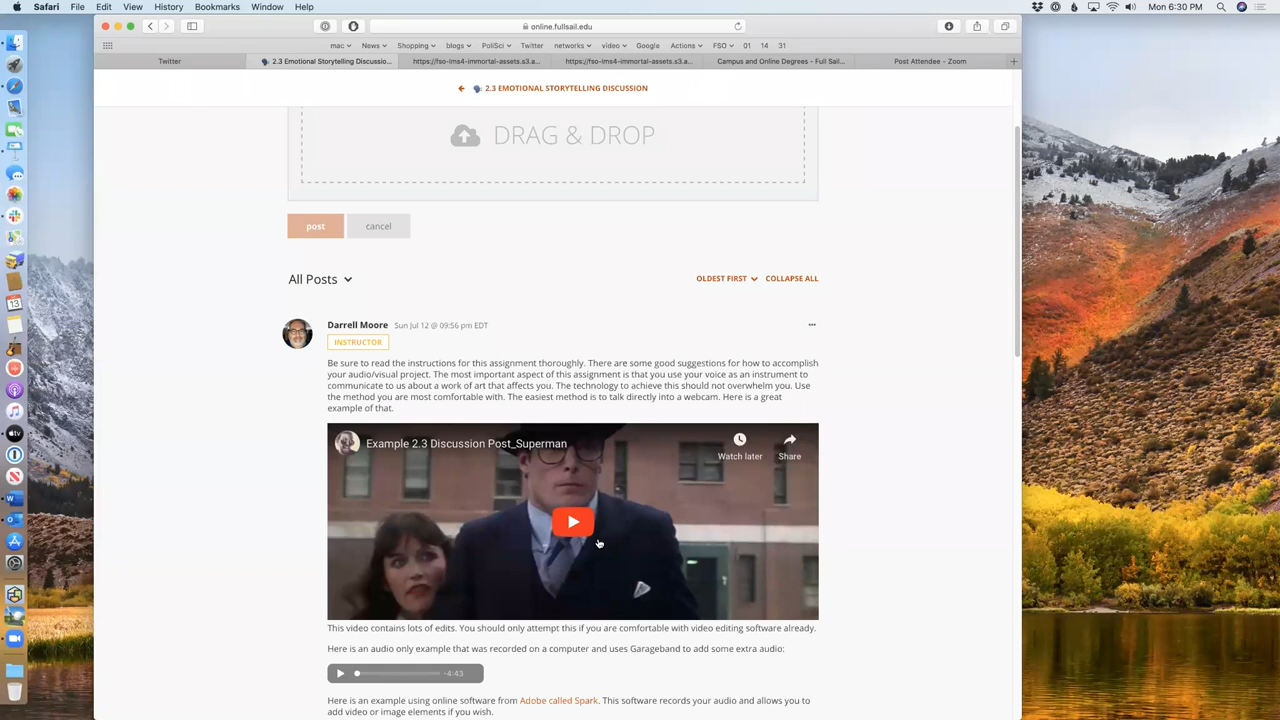 Safari File Edit View History Bookmarks Window Help
Mon 6:30 PM
online.fullsail.edu
mac News Shopping blogs PoliSci Twitter networks video Google Actions FSO 01 14 31
Twitter
2.3 Emotional Storytelling Discussio...
https://fso-lms4-immortal-assets.s3.a...
https://fso-lms4-immortal-assets.s3.a...
Campus and Online Degrees - Full Sail...
Post Attendee - Zoom
2.3 EMOTIONAL STORYTELLING DISCUSSION
DRAG & DROP
post
cancel
All Posts
OLDEST FIRST
COLLAPSE ALL
Darrell Moore Sun Jul 12 @ 09:56 pm EDT
INSTRUCTOR
Be sure to read the instructions for this assignment thoroughly. There are some good suggestions for how to accomplish
your audio/visual project. The most important aspect of this assignment is that you use your voice as an instrument to
communicate to us about a work of art that affects you. The technology to achieve this should not overwhelm you. Use
the method you are most comfortable with. The easiest method is to talk directly into a webcam. Here is a great
example of that.
Example 2.3 Discussion Post_Superman
Watch later
Share
This video contains lots of edits. You should only attempt this if you are comfortable with video editing software already.
Here is an audio only example that was recorded on a computer and uses Garageband to add some extra audio:
-4:43
Here is an example using online software from Adobe called Spark. This software records your audio and allows you to
add video or image elements if you wish.
13